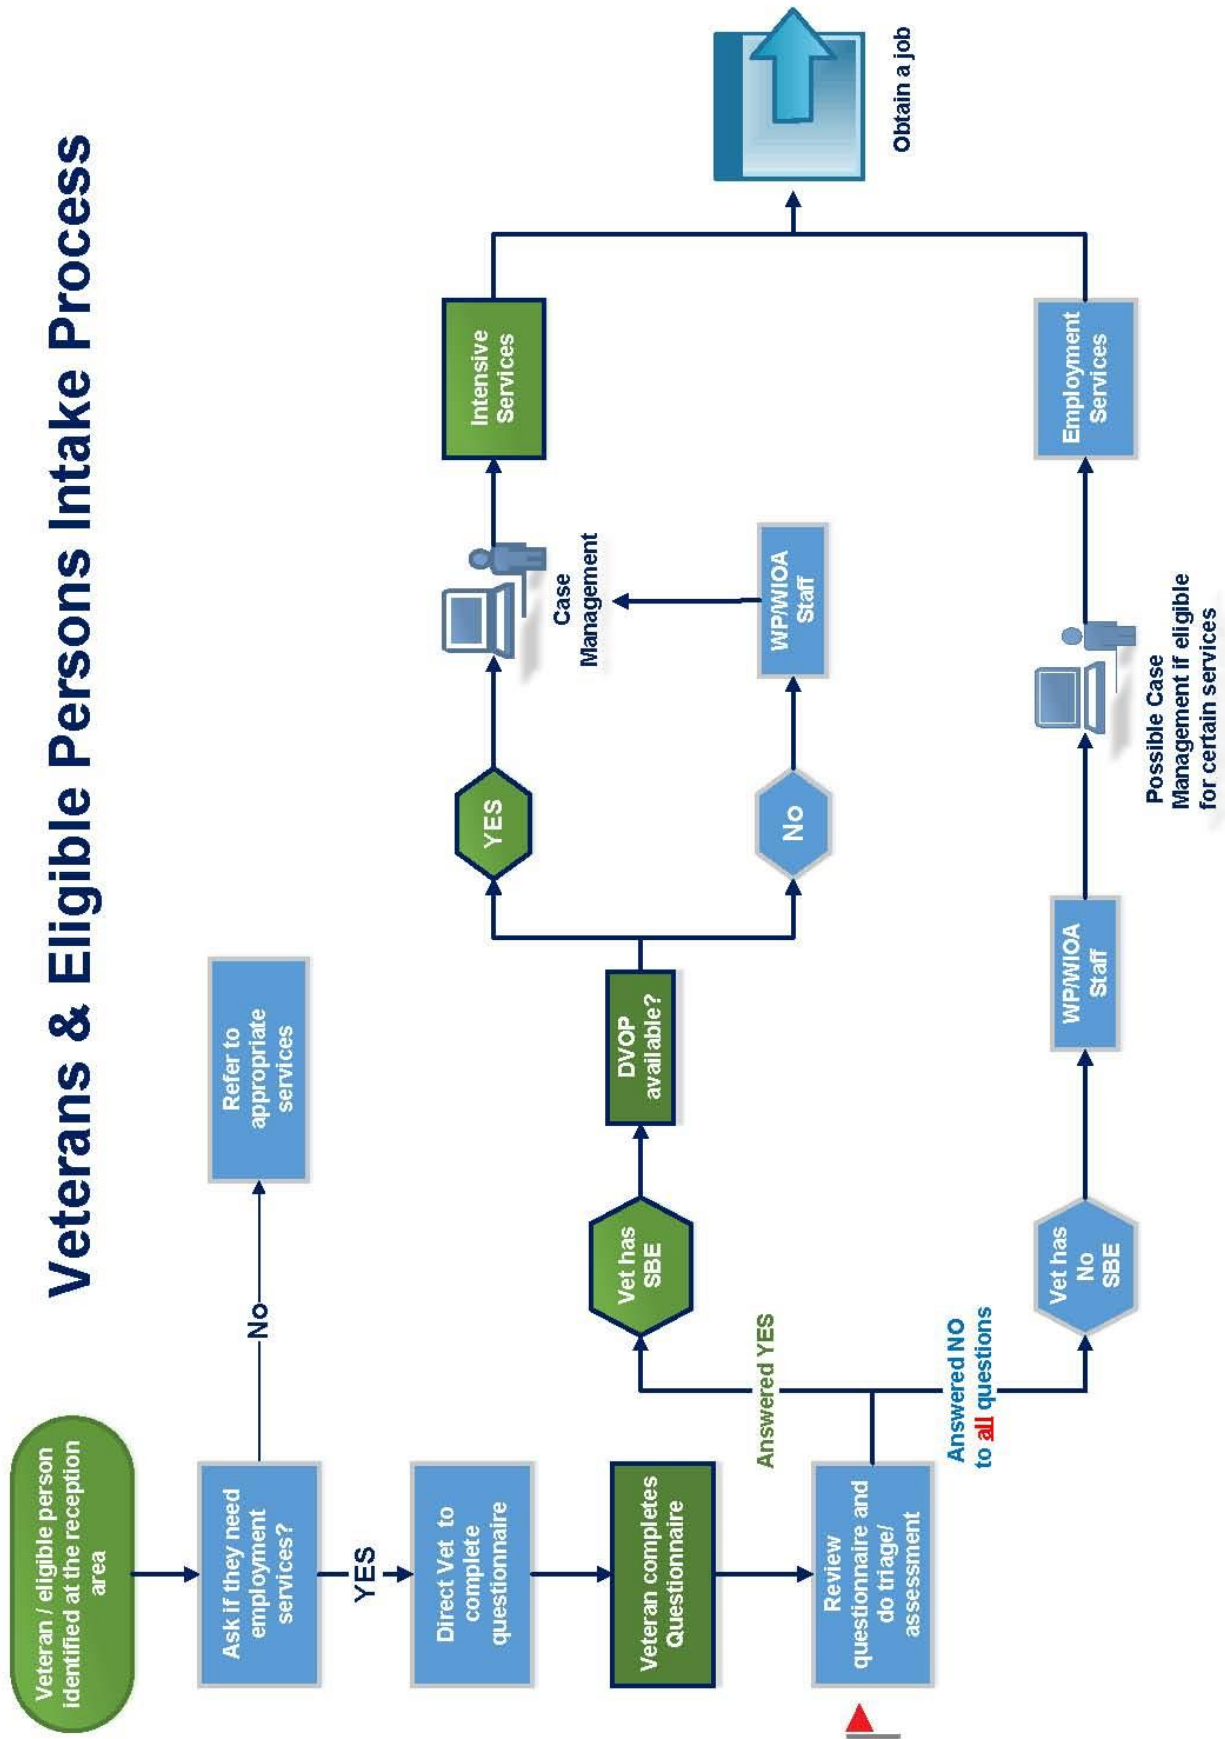 Veterans & Eligible Persons Intake Process
Veteran / eligible person
identified at the reception
area
Ask if they need
employment
services?
No
Refer to
appropriate
services
YES
Direct Vet to
complete
questionnaire
Veteran completes
Questionnaire
Review
questionnaire and
do triage/
assessment
Answered YES
Vet has
SBE
DVOP
available?
YES
Case
Management
Intensive
Services
No
WP/WIOA
Staff
Answered NO
to all questions
Vet has
No
SBE
WP/WIOA
Staff
Possible Case
Management if eligible
for certain services
Employment
Services
Obtain a job